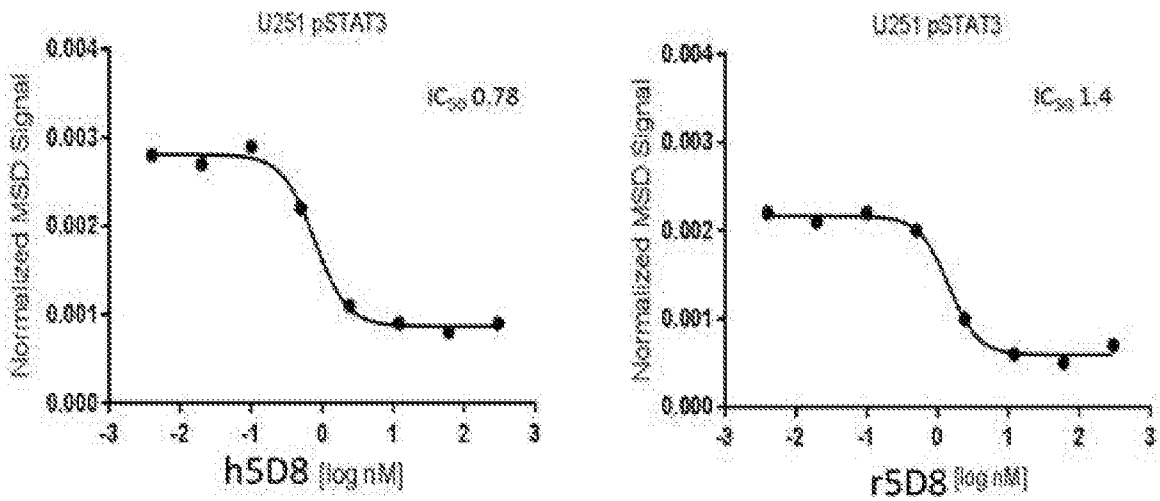 U251 pSTAT3
IC50 0.78
Normalized MSD Signal
0.004
0.003
0.002
0.001
0.000
-3 -2 -1 0 1 2 3
h5D8 [log nM]
U251 pSTAT3
IC50 1.4
Normalized MSD Signal
0.004
0.003
0.002
0.001
0.000
-3 -2 -1 0 1 2 3
r5D8 [log nM]